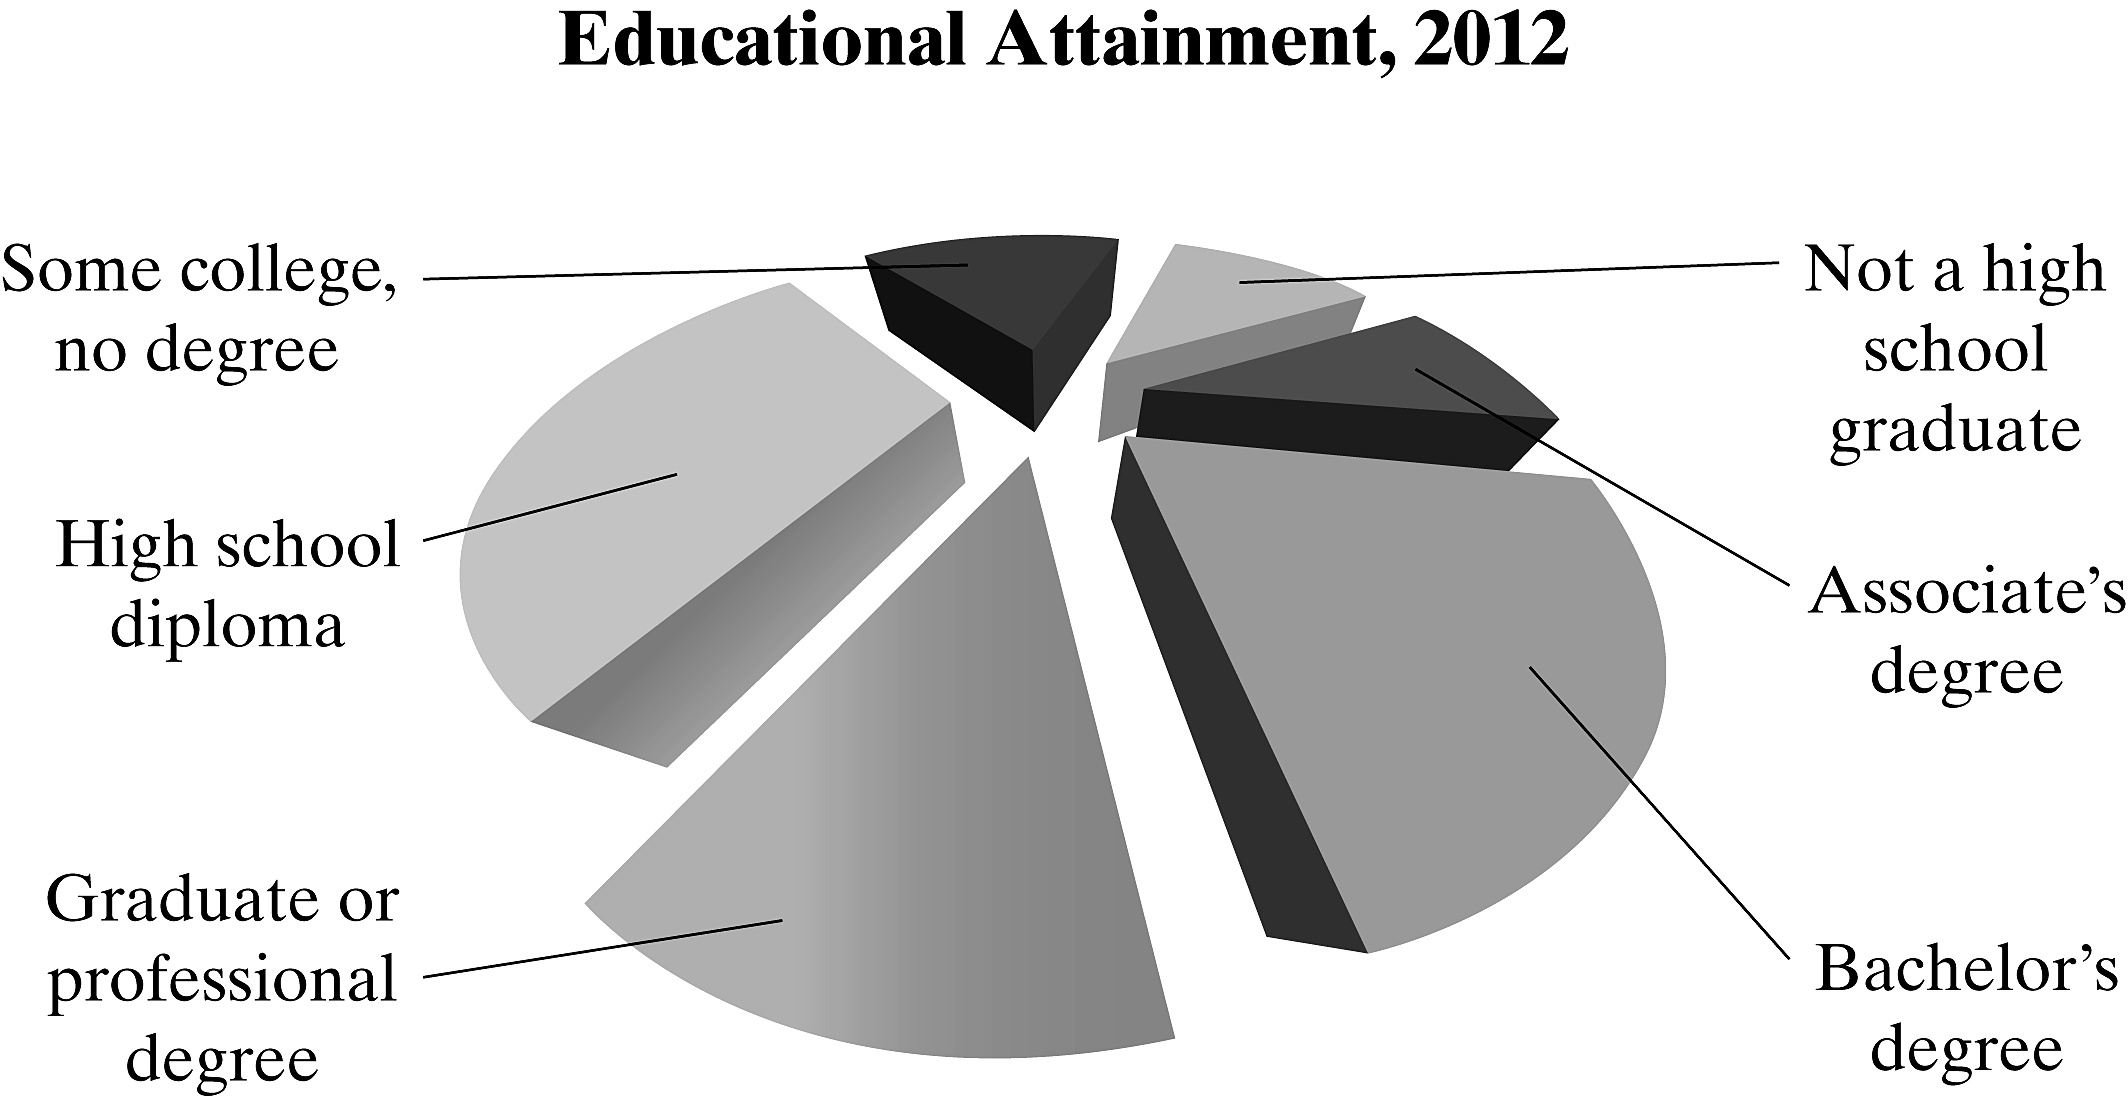 Educational Attainment, 2012
Some college,
no degree
High school
diploma
Graduate or
professional
degree
Not a high
school
graduate
Associate’s
degree
Bachelor’s
degree